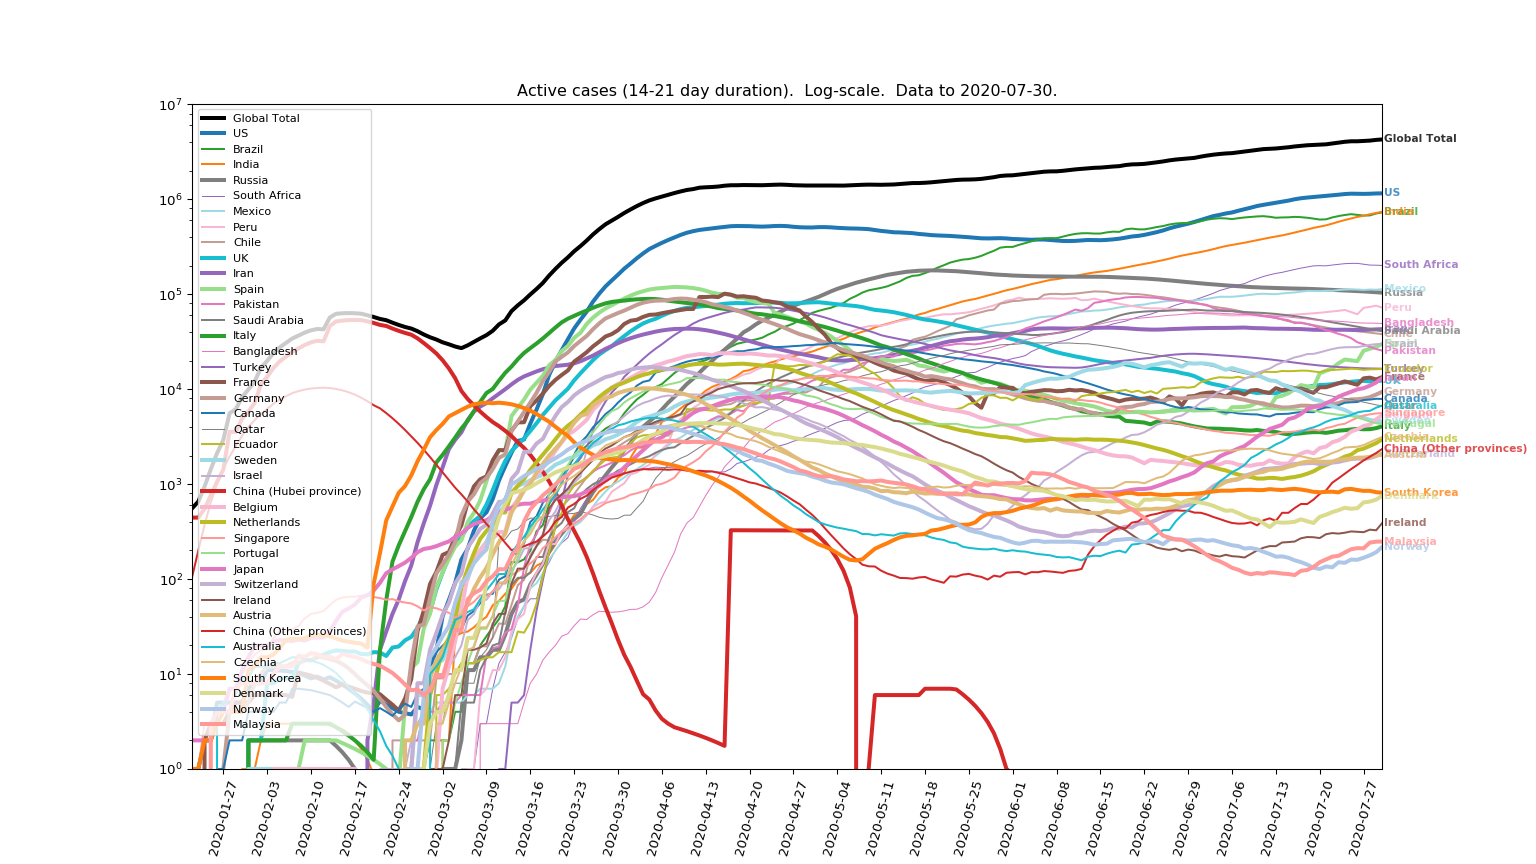 Active cases (14-21 day duration).  Log-scale.  Data to 2020-07-30.
10^7
10^6
10^5
10^4
10^3
10^2
10^1
10^0
Global Total
US
Brazil
India
Russia
South Africa
Mexico
Peru
Chile
UK
Iran
Spain
Pakistan
Saudi Arabia
Italy
Bangladesh
Turkey
France
Germany
Canada
Qatar
Ecuador
Sweden
Israel
China (Hubei province)
Belgium
Netherlands
Singapore
Portugal
Japan
Switzerland
Ireland
Austria
China (Other provinces)
Australia
Czechia
South Korea
Denmark
Norway
Malaysia
Global Total
US
Brazil
South Africa
Mexico
Russia
Peru
Bangladesh
Saudi Arabia
Chile
Israel
Pakistan
Turkey
France
UK
Germany
Canada
Australia
Singapore
Italy
Netherlands
China (Other provinces)
Austria
South Korea
Denmark
Ireland
Malaysia
Norway
2020-01-27
2020-02-03
2020-02-10
2020-02-17
2020-02-24
2020-03-02
2020-03-09
2020-03-16
2020-03-23
2020-03-30
2020-04-06
2020-04-13
2020-04-20
2020-04-27
2020-05-04
2020-05-11
2020-05-18
2020-05-25
2020-06-01
2020-06-08
2020-06-15
2020-06-22
2020-06-29
2020-07-06
2020-07-13
2020-07-20
2020-07-27